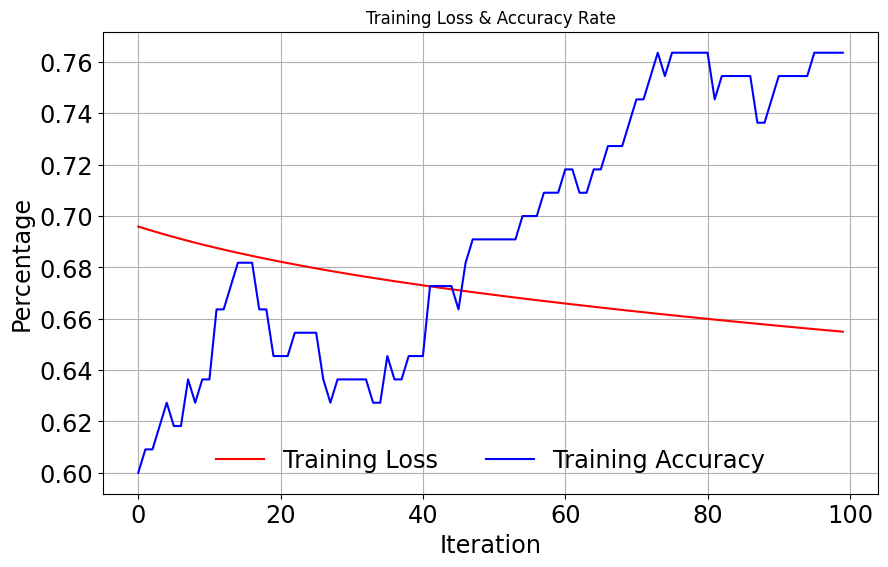 Training Loss & Accuracy Rate
0.76
0.74
0.72
0.70
0.68
0.66
0.64
0.62
0.60
Percentage
Training Loss
Training Accuracy
0 20 40 60 80 100
Iteration